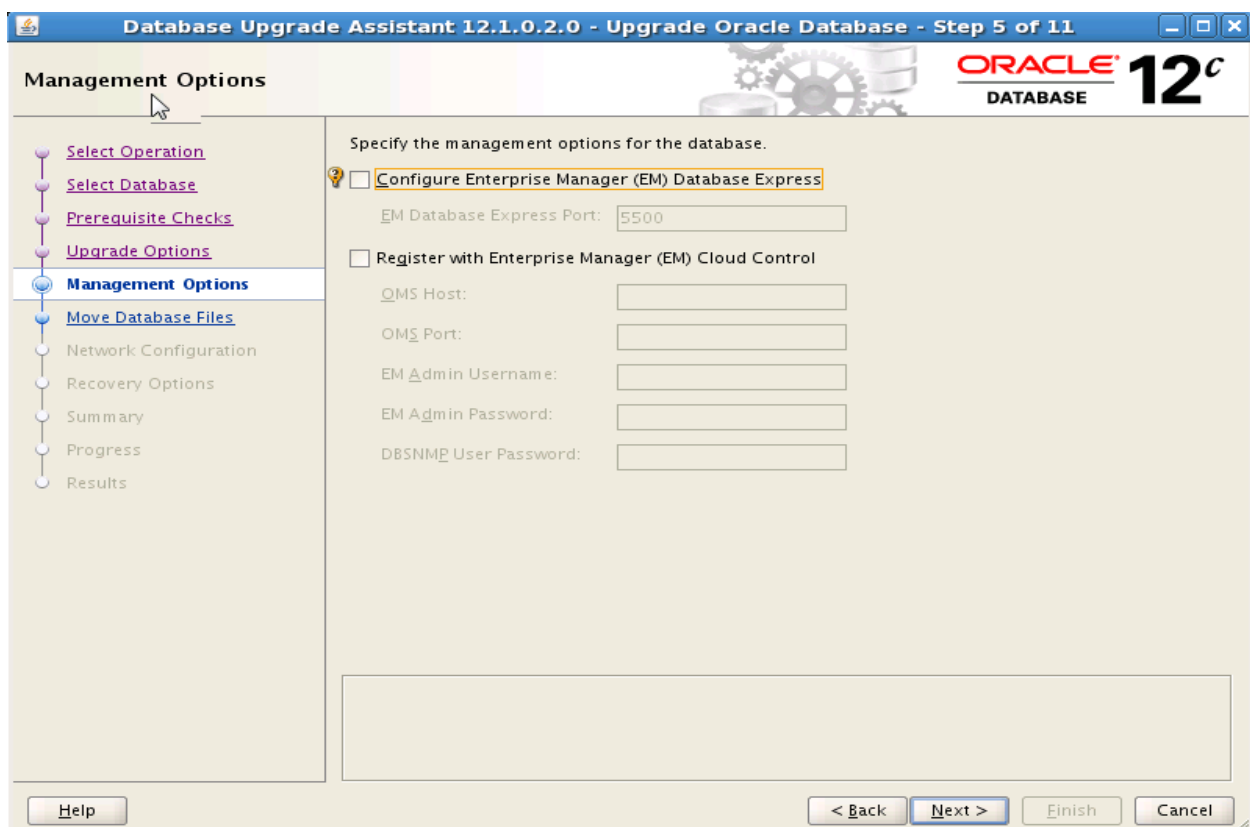 Database Upgrade Assistant 12.1.0.2.0 - Upgrade Oracle Database - Step 5 of 11
Management Options
ORACLE
DATABASE
12c
Select Operation
Select Database
Prerequisite Checks
Upgrade Options
Management Options
Move Database Files
Network Configuration
Recovery Options
Summary
Progress
Results
Specify the management options for the database.
Configure Enterprise Manager (EM) Database Express
EM Database Express Port: 5500
Register with Enterprise Manager (EM) Cloud Control
OMS Host:
OMS Port:
EM Admin Username:
EM Admin Password:
DBSNMP User Password:
Help
< Back Next > Finish Cancel